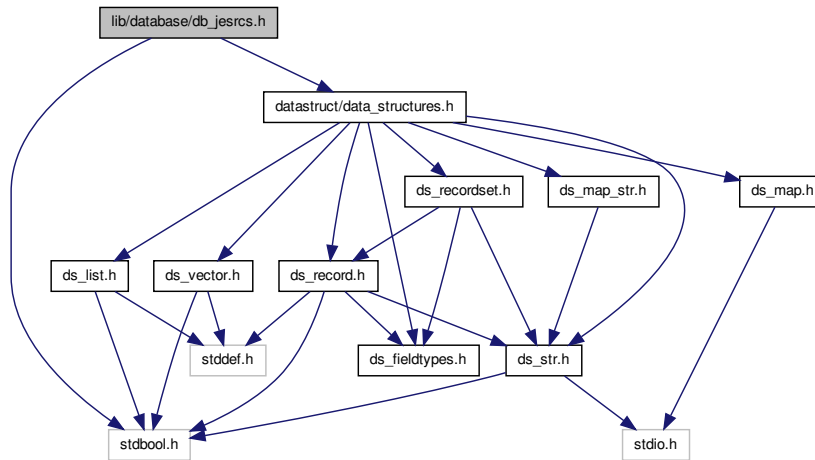 lib/database/db_jesrcs.h
datastruct/data_structures.h
ds_recordset.h
ds_map_str.h
ds_map.h
ds_list.h
ds_vector.h
ds_record.h
stddef.h
ds_fieldtypes.h
ds_str.h
stdbool.h
stdio.h